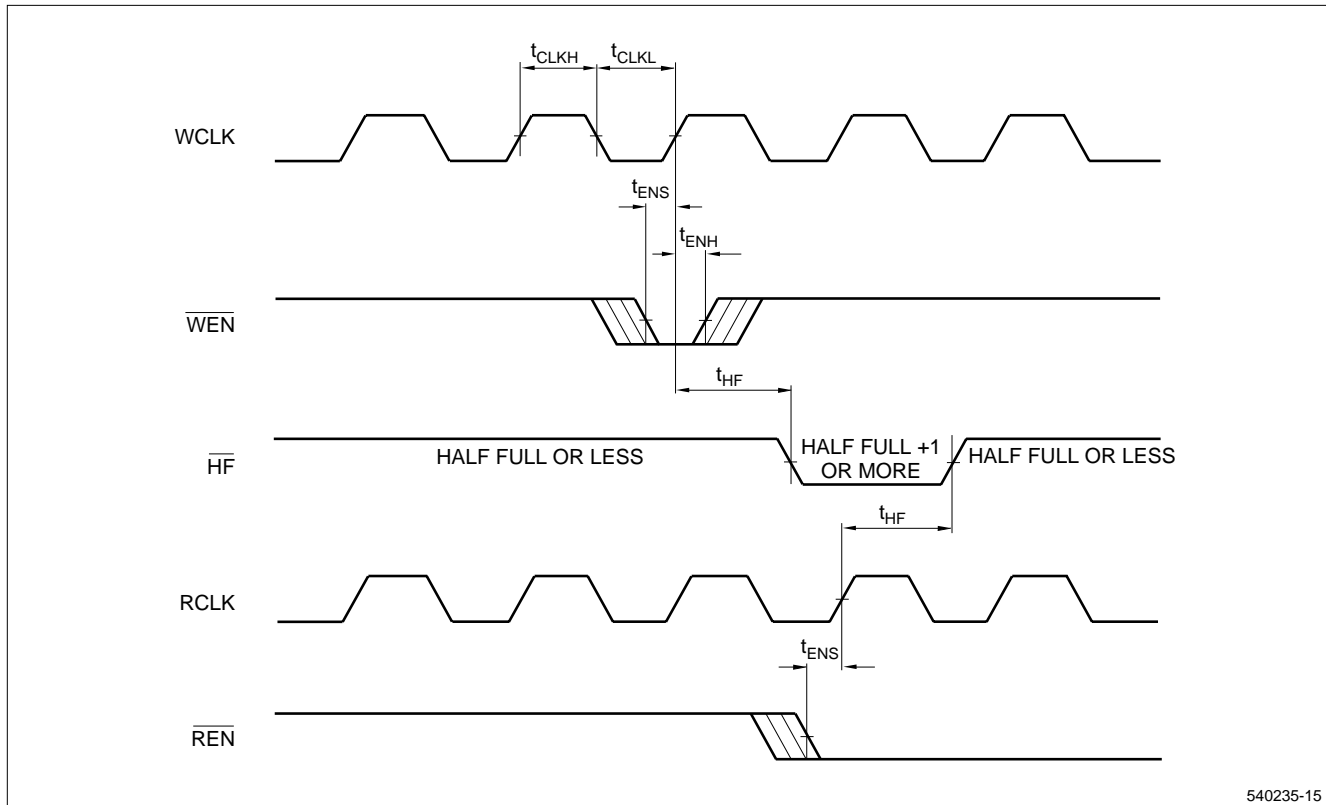 tCLKH tCLKL
WCLK
tENS
tENH
WEN
tHF
HF
HALF FULL OR LESS
HALF FULL +1
OR MORE
HALF FULL OR LESS
tHF
RCLK
tENS
REN
540235-15